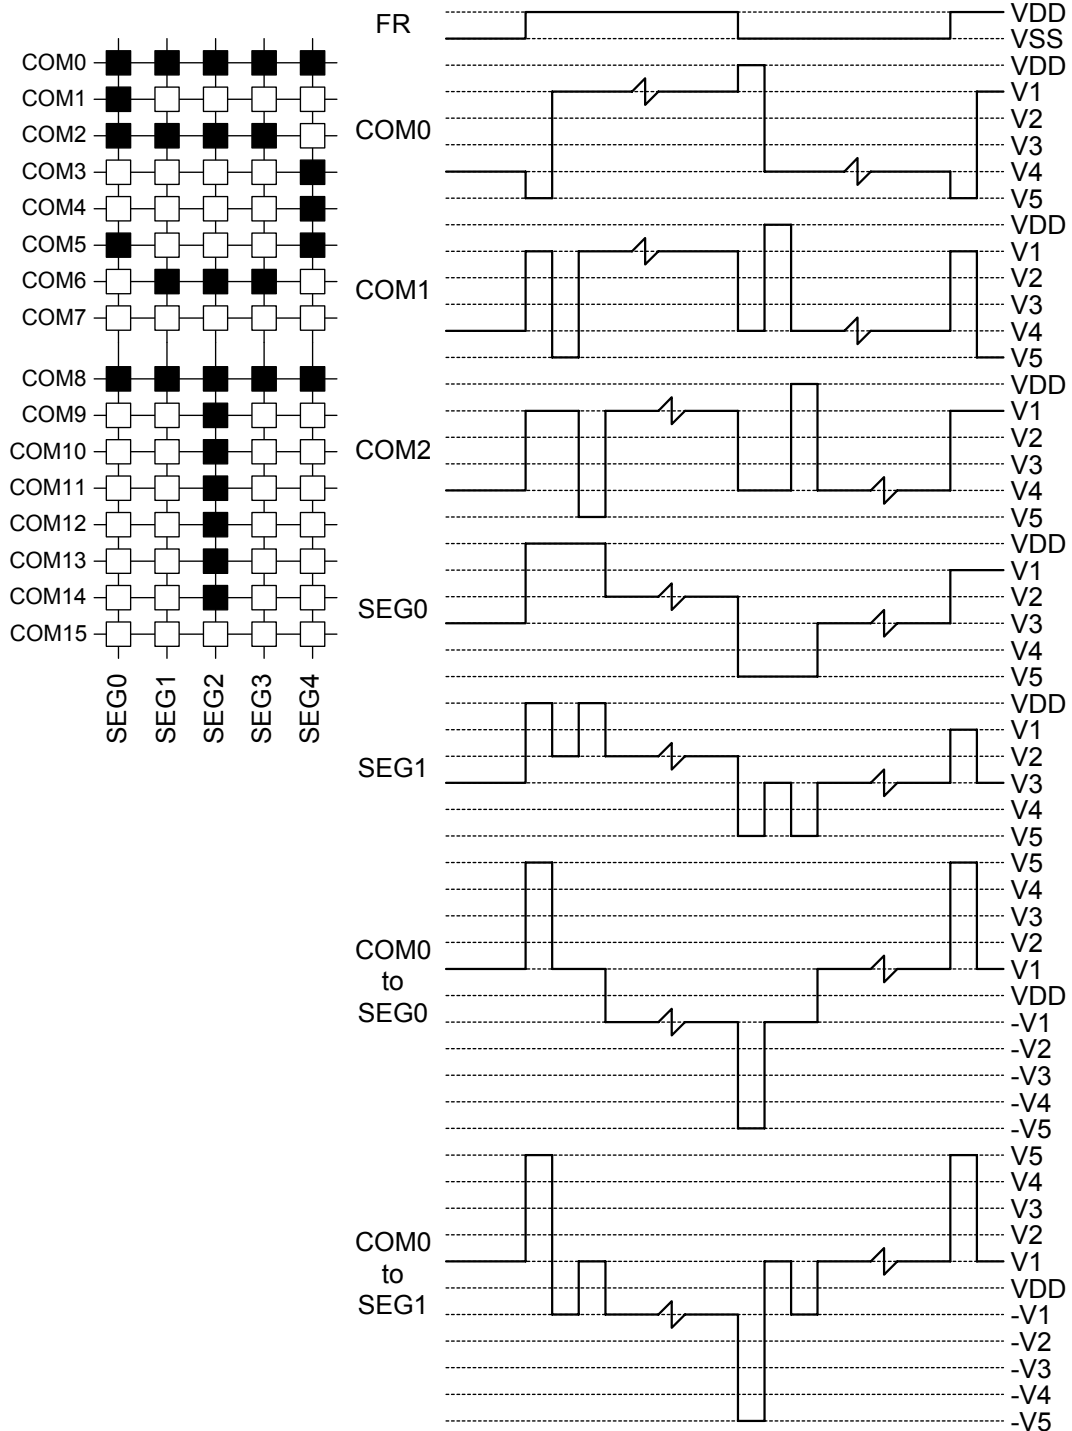 FR
VDD
VSS
COM0
COM1
COM2
COM3
COM4
COM5
COM6
COM7
COM8
COM9
COM10
COM11
COM12
COM13
COM14
COM15
SEG0
SEG1
SEG2
SEG3
SEG4
COM0
VDD
V1
V2
V3
V4
V5
COM1
VDD
V1
V2
V3
V4
V5
COM2
VDD
V1
V2
V3
V4
V5
SEG0
VDD
V1
V2
V3
V4
V5
SEG1
VDD
V1
V2
V3
V4
V5
COM0
to
SEG0
V5
V4
V3
V2
V1
VDD
-V1
-V2
-V3
-V4
-V5
COM0
to
SEG1
V5
V4
V3
V2
V1
VDD
-V1
-V2
-V3
-V4
-V5